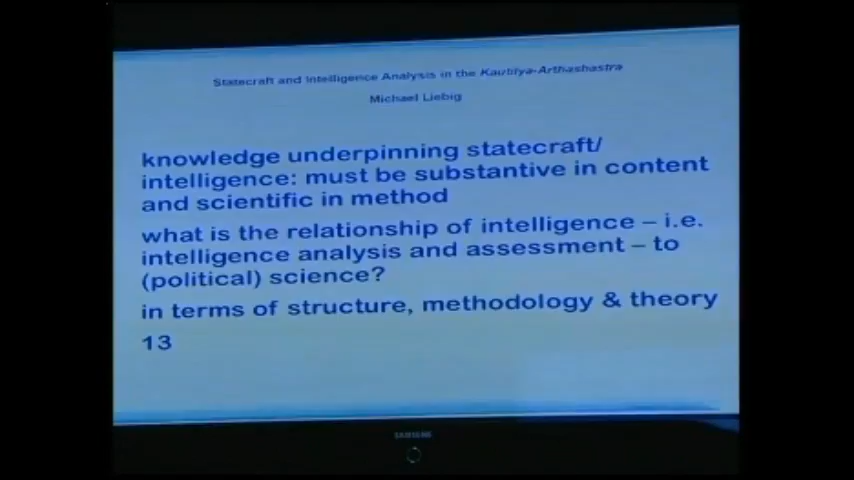 Statecraft and Intelligence Analysis in the Kautilya-Arthashastra
Michael Liebig
knowledge underpinning statecraft/
intelligence: must be substantive in content
and scientific in method
what is the relationship of intelligence – i.e.
intelligence analysis and assessment – to
(political) science?
in terms of structure, methodology & theory
13
SAMSUNG